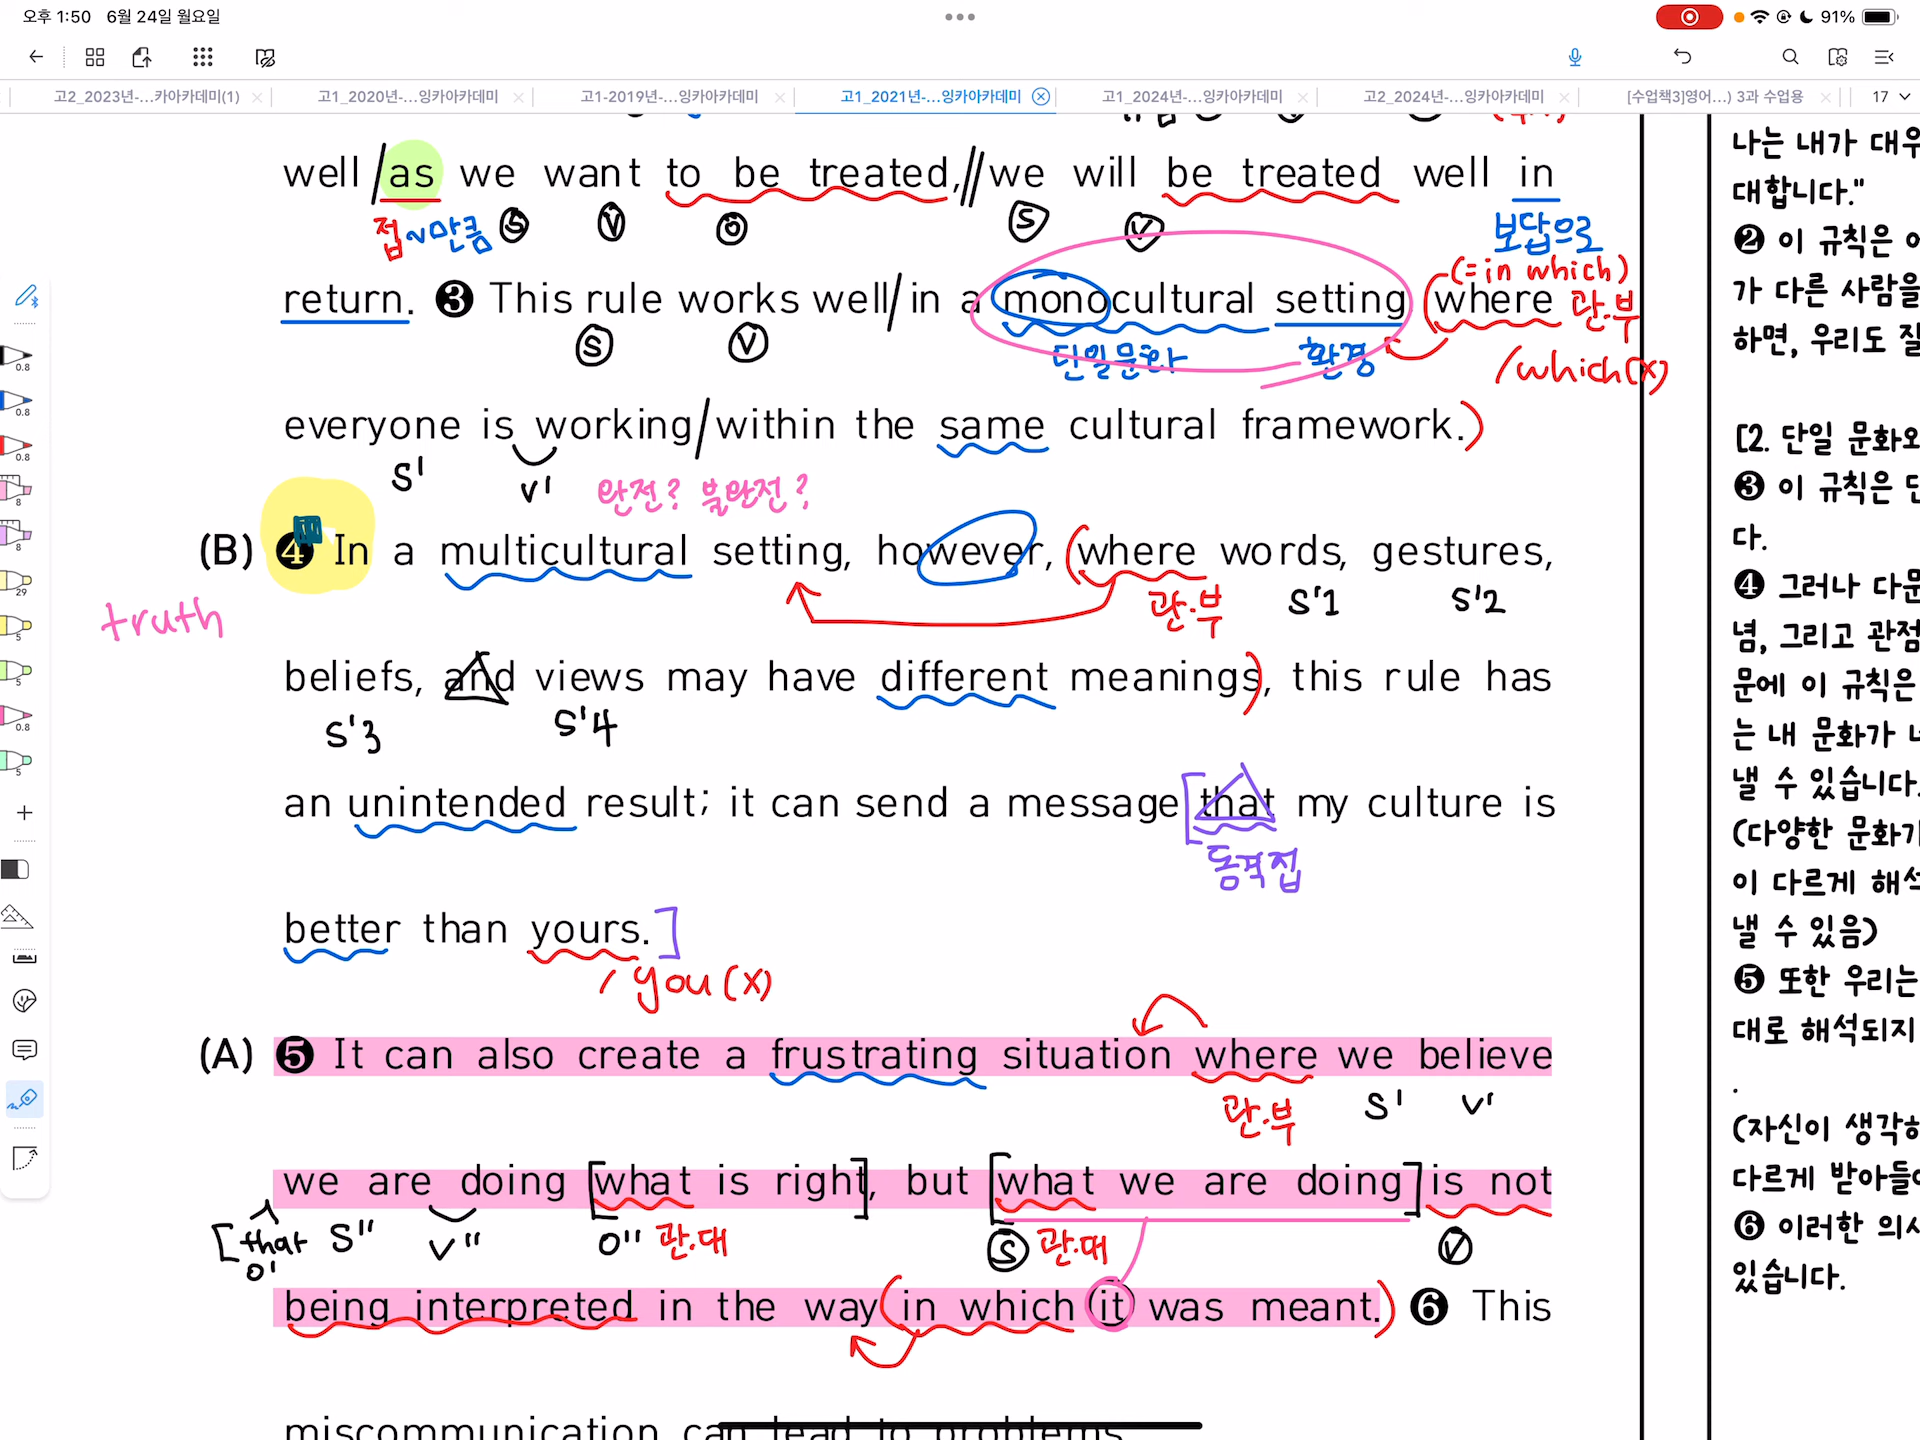 오후 1:50 6월 24일 월요일
91%
고2_2023년-...카아카데미(1)
고1_2020년-...잉카아카데미
고1-2019년-...잉카아카데미
고1_2021년-...잉카아카데미
고1_2024년-...잉카아카데미
고2_2024년-...잉카아카데미
[수업책3]영어...) 3과 수업용
17
well / as we want to be treated, // we will be treated well in
접 ~만큼 S V O S V 보답으로
(=in which)
return. ❸ This rule works well / in a monocultural setting (where 관·부
S V 단일문화 환경 /which(X)
everyone is working / within the same cultural framework.)
S' V' 완전? 불완전?
(B) ❹ In a multicultural setting, however, (where words, gestures,
truth 관·부 S'1 S'2
beliefs, and views may have different meanings), this rule has
S'3 S'4
an unintended result; it can send a message [that my culture is
동격접
better than yours.]
/ you (X)
(A) ❺ It can also create a frustrating situation where we believe
관·부 S' V'
we are doing [what is right], but [what we are doing] is not
[that S" V" O" 관·대 S 관·대 V
O'
being interpreted in the way (in which it was meant.) ❻ This
miscommunication can lead to problems
나는 내가 대우
대합니다."
❷ 이 규칙은 어
가 다른 사람을
하면, 우리도 잘
[2. 단일 문화와
❸ 이 규칙은 단
다.
❹ 그러나 다문
념, 그리고 관점
문에 이 규칙은
는 내 문화가 너
낼 수 있습니다.
(다양한 문화가
이 다르게 해석
낼 수 있음)
❺ 또한 우리는
대로 해석되지
.
(자신이 생각하
다르게 받아들여
❻ 이러한 의사
있습니다.
0.8
0.8
0.8
8
8
29
5
5
0.8
5